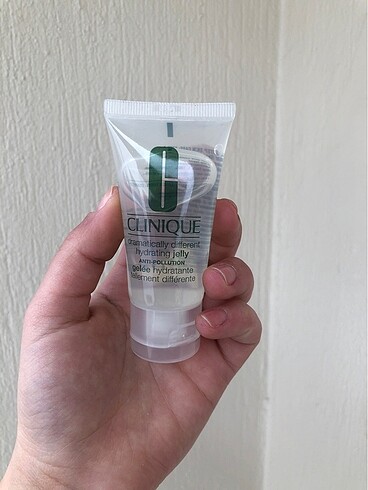 C
CLINIQUE
dramatically different
hydrating jelly
ANTI-POLLUTION
gelée hydratante
tellement différente